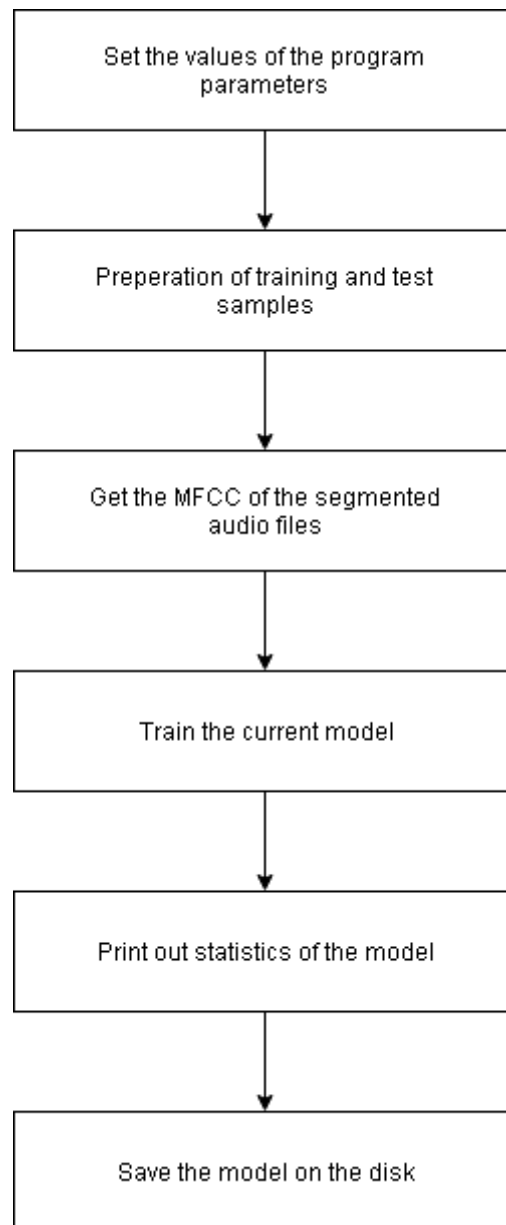 Set the values of the program
parameters
Preperation of training and test
samples
Get the MFCC of the segmented
audio files
Train the current model
Print out statistics of the model
Save the model on the disk